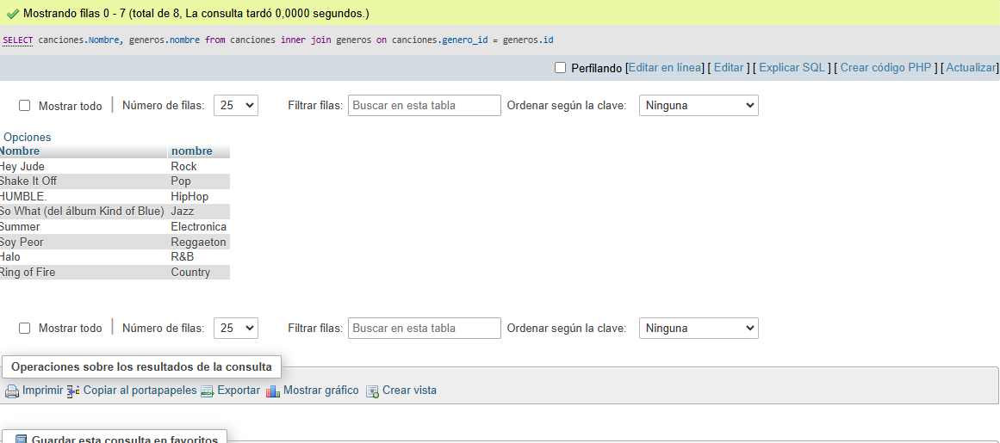 Mostrando filas 0 - 7 (total de 8, La consulta tardó 0,0000 segundos.)
SELECT canciones.Nombre, generos.nombre from canciones inner join generos on canciones.genero_id = generos.id
Perfilando [Editar en línea] [ Editar ] [ Explicar SQL ] [ Crear código PHP ] [ Actualizar]
Mostrar todo | Número de filas: 25 Filtrar filas: Buscar en esta tabla Ordenar según la clave: Ninguna
Opciones
Nombre nombre
Hey Jude Rock
Shake It Off Pop
HUMBLE. HipHop
So What (del álbum Kind of Blue) Jazz
Summer Electronica
Soy Peor Reggaeton
Halo R&B
Ring of Fire Country
Mostrar todo | Número de filas: 25 Filtrar filas: Buscar en esta tabla Ordenar según la clave: Ninguna
Operaciones sobre los resultados de la consulta
Imprimir Copiar al portapapeles Exportar Mostrar gráfico Crear vista
Guardar esta consulta en favoritos